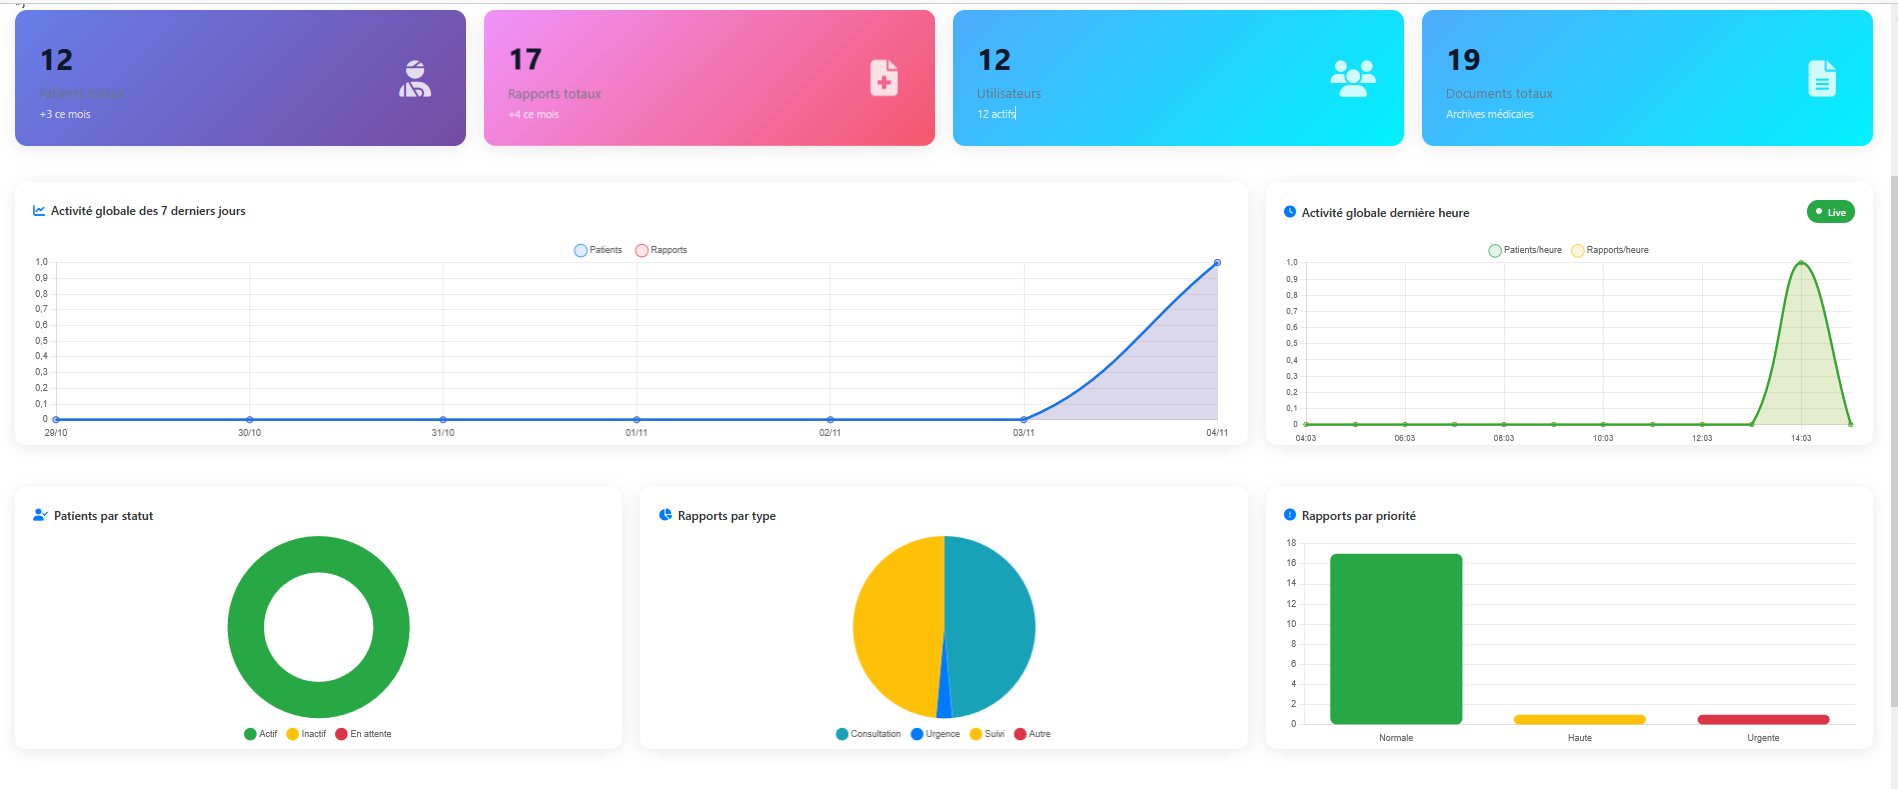 12
Patients totaux
+3 ce mois
17
Rapports totaux
+4 ce mois
12
Utilisateurs
12 actifs
19
Documents totaux
Archives médicales
Activité globale des 7 derniers jours
Patients Rapports
1,0
0,9
0,8
0,7
0,6
0,5
0,4
0,3
0,2
0,1
0
29/10 30/10 31/10 01/11 02/11 03/11 04/11
Activité globale dernière heure
Live
Patients/heure Rapports/heure
1,0
0,9
0,8
0,7
0,6
0,5
0,4
0,3
0,2
0,1
0
04:03 06:03 08:03 10:03 12:03 14:03
Patients par statut
Actif Inactif En attente
Rapports par type
Consultation Urgence Suivi Autre
Rapports par priorité
18
16
14
12
10
8
6
4
2
0
Normale Haute Urgente